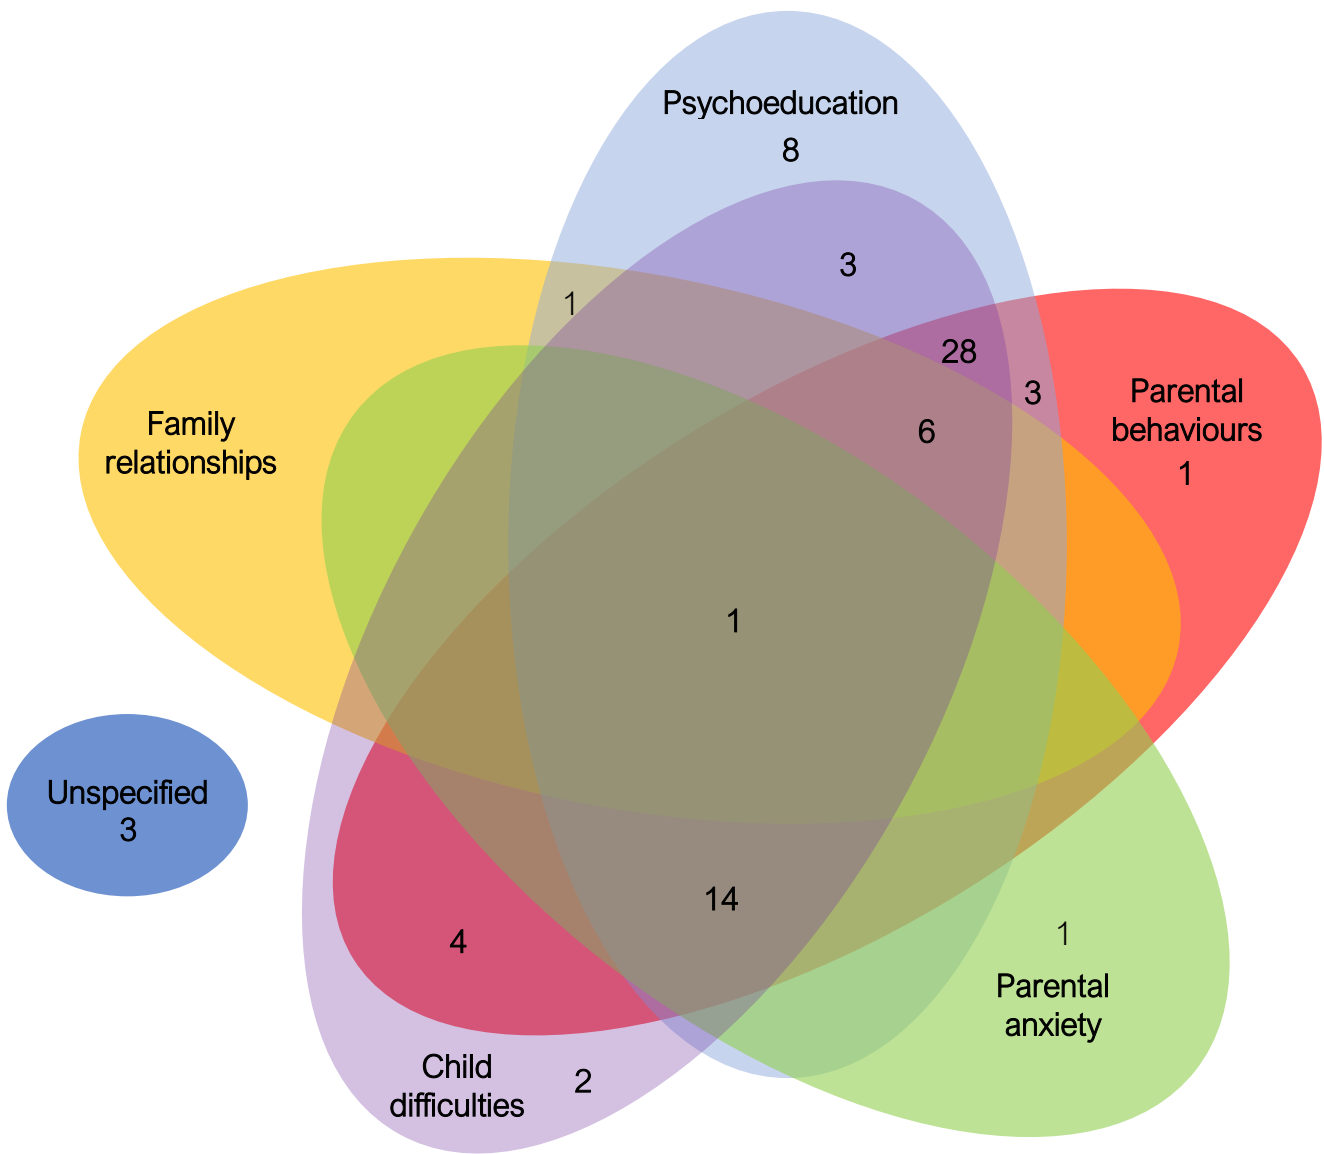 Psychoeducation
8
3
1
28
3
Parental
behaviours
1
6
Family
relationships
1
Unspecified
3
14
4
1
Parental
anxiety
Child
difficulties
2